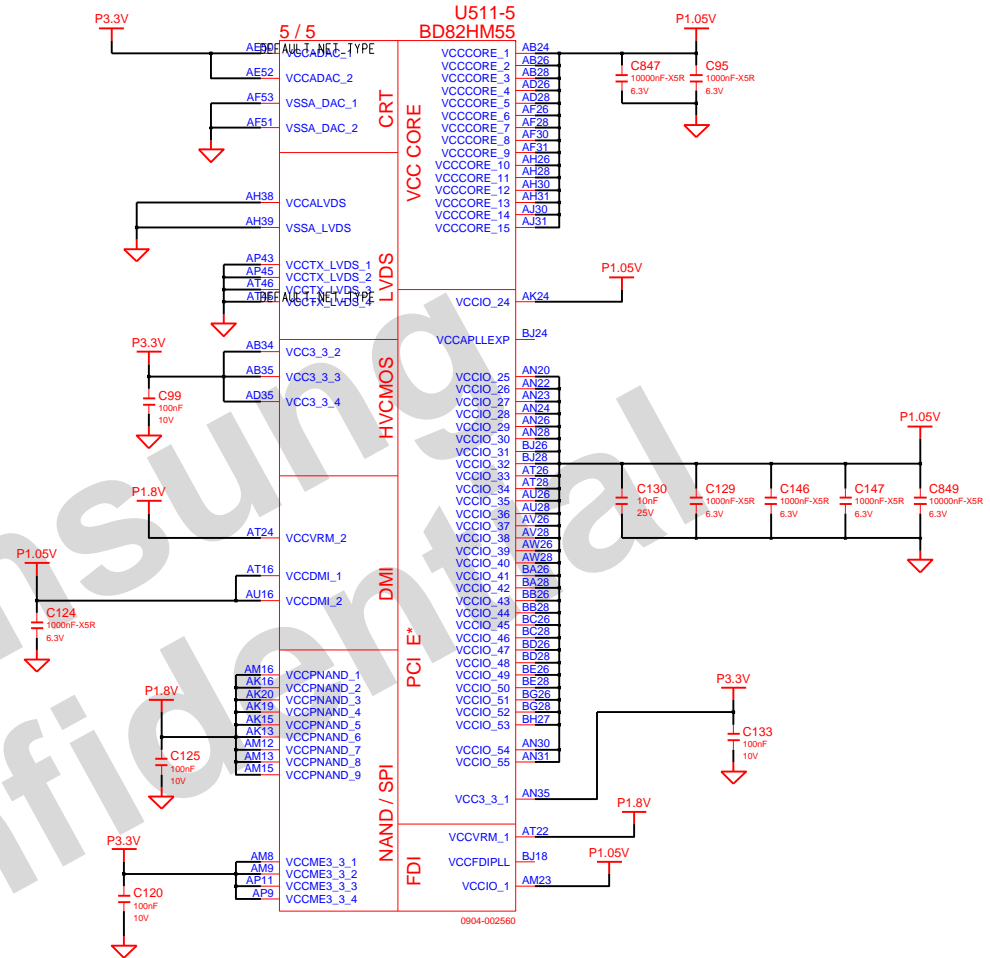 U511-5
5 / 5
BD82HM55
P3.3V
DEFAULT_NET_TYPE
VCCADAC_1
AE52
VCCADAC_2
AF53
VSSA_DAC_1
AF51
VSSA_DAC_2
CRT
AH38
VCCALVDS
AH39
VSSA_LVDS
AP43
VCCTX_LVDS_1
AP45
VCCTX_LVDS_2
AT46
VCCTX_LVDS_3
DEFAULT_NET_TYPE
VCCTX_LVDS_4
LVDS
P3.3V
C99
100nF
10V
AB34
VCC3_3_2
AB35
VCC3_3_3
AD35
VCC3_3_4
HVCMOS
P1.8V
AT24
VCCVRM_2
P1.05V
AT16
VCCDMI_1
AU16
VCCDMI_2
C124
1000nF-X5R
6.3V
DMI
AM16
VCCPNAND_1
AK16
VCCPNAND_2
AK20
VCCPNAND_3
AK19
VCCPNAND_4
AK15
VCCPNAND_5
AK13
VCCPNAND_6
AM12
VCCPNAND_7
AM13
VCCPNAND_8
AM15
VCCPNAND_9
P1.8V
C125
100nF
10V
NAND / SPI
P3.3V
AM8
VCCME3_3_1
AM9
VCCME3_3_2
AP11
VCCME3_3_3
AP9
VCCME3_3_4
C120
100nF
10V
VCC CORE
VCCCORE_1
AB24
VCCCORE_2
AB26
VCCCORE_3
AB28
VCCCORE_4
AD26
VCCCORE_5
AD28
VCCCORE_6
AF26
VCCCORE_7
AF28
VCCCORE_8
AF30
VCCCORE_9
AF31
VCCCORE_10
AH26
VCCCORE_11
AH28
VCCCORE_12
AH30
VCCCORE_13
AH31
VCCCORE_14
AJ30
VCCCORE_15
AJ31
P1.05V
C847
10000nF-X5R
6.3V
C95
1000nF-X5R
6.3V
P1.05V
VCCIO_24
AK24
VCCAPLLEXP
BJ24
VCCIO_25
AN20
VCCIO_26
AN22
VCCIO_27
AN23
VCCIO_28
AN24
VCCIO_29
AN26
VCCIO_30
AN28
VCCIO_31
BJ26
VCCIO_32
BJ28
VCCIO_33
AT26
VCCIO_34
AT28
VCCIO_35
AU26
VCCIO_36
AU28
VCCIO_37
AV26
VCCIO_38
AV28
VCCIO_39
AW26
VCCIO_40
AW28
VCCIO_41
BA26
VCCIO_42
BA28
VCCIO_43
BB26
VCCIO_44
BB28
VCCIO_45
BC26
VCCIO_46
BC28
VCCIO_47
BD26
VCCIO_48
BD28
VCCIO_49
BE26
VCCIO_50
BE28
VCCIO_51
BG26
VCCIO_52
BG28
VCCIO_53
BH27
VCCIO_54
AN30
VCCIO_55
AN31
PCI E*
P1.05V
C130
10nF
25V
C129
1000nF-X5R
6.3V
C146
1000nF-X5R
6.3V
C147
1000nF-X5R
6.3V
C849
10000nF-X5R
6.3V
P3.3V
C133
100nF
10V
VCC3_3_1
AN35
P1.8V
VCCVRM_1
AT22
VCCFDIPLL
BJ18
P1.05V
VCCIO_1
AM23
FDI
0904-002560